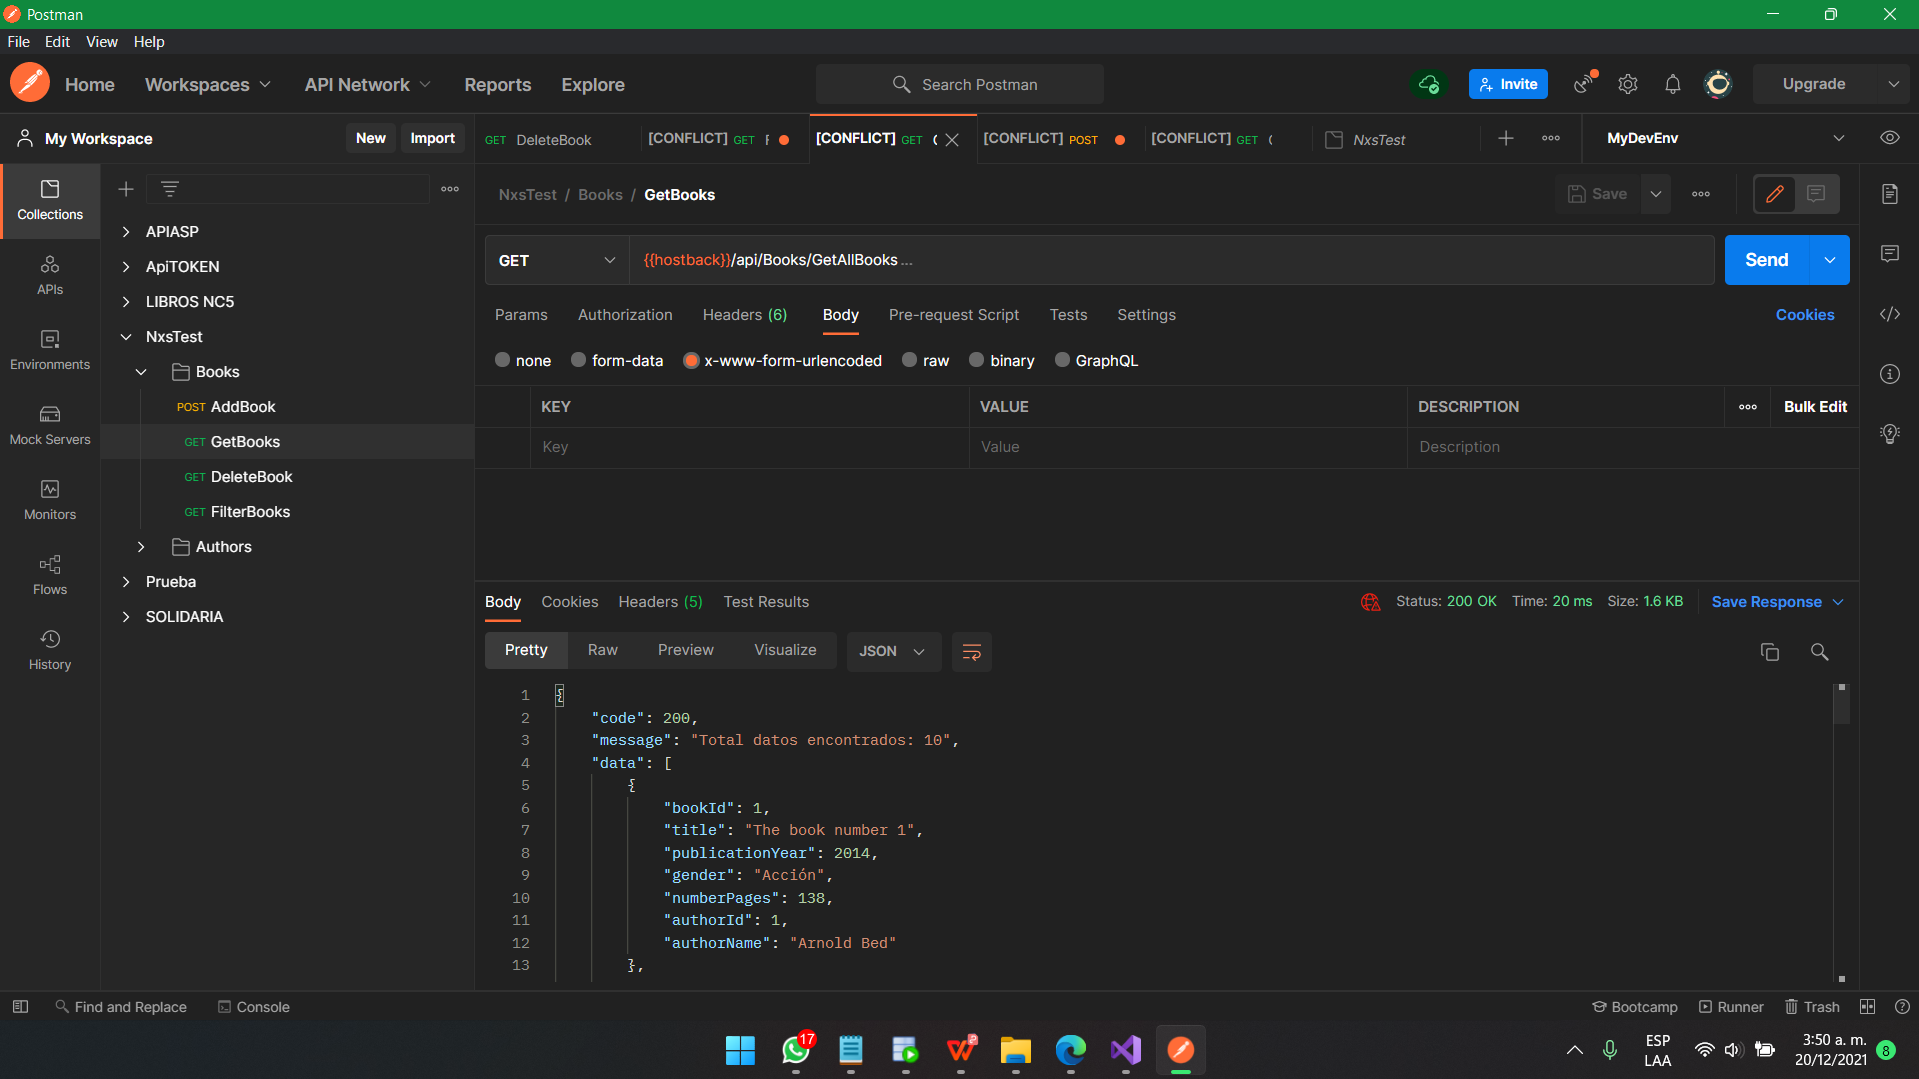 Postman
File Edit View Help
Home Workspaces API Network Reports Explore Search Postman Invite Upgrade
My Workspace New Import
GET DeleteBook [CONFLICT] GET [CONFLICT] GET [CONFLICT] POST [CONFLICT] GET NxsTest MyDevEnv
Collections
APIs
Environments
Mock Servers
Monitors
Flows
History
APIASP
ApiTOKEN
LIBROS NC5
NxsTest
Books
POST AddBook
GET GetBooks
GET DeleteBook
GET FilterBooks
Authors
Prueba
SOLIDARIA
NxsTest / Books / GetBooks Save
GET {{hostback}}/api/Books/GetAllBooks... Send
Params Authorization Headers (6) Body Pre-request Script Tests Settings Cookies
none form-data x-www-form-urlencoded raw binary GraphQL
KEY VALUE DESCRIPTION Bulk Edit
Key Value Description
Body Cookies Headers (5) Test Results Status: 200 OK Time: 20 ms Size: 1.6 KB Save Response
Pretty Raw Preview Visualize JSON
1 {
2 "code": 200,
3 "message": "Total datos encontrados: 10",
4 "data": [
5 {
6 "bookId": 1,
7 "title": "The book number 1",
8 "publicationYear": 2014,
9 "gender": "Acción",
10 "numberPages": 138,
11 "authorId": 1,
12 "authorName": "Arnold Bed"
13 },
Find and Replace Console Bootcamp Runner Trash
17
ESP
LAA
3:50 a. m.
20/12/2021
8